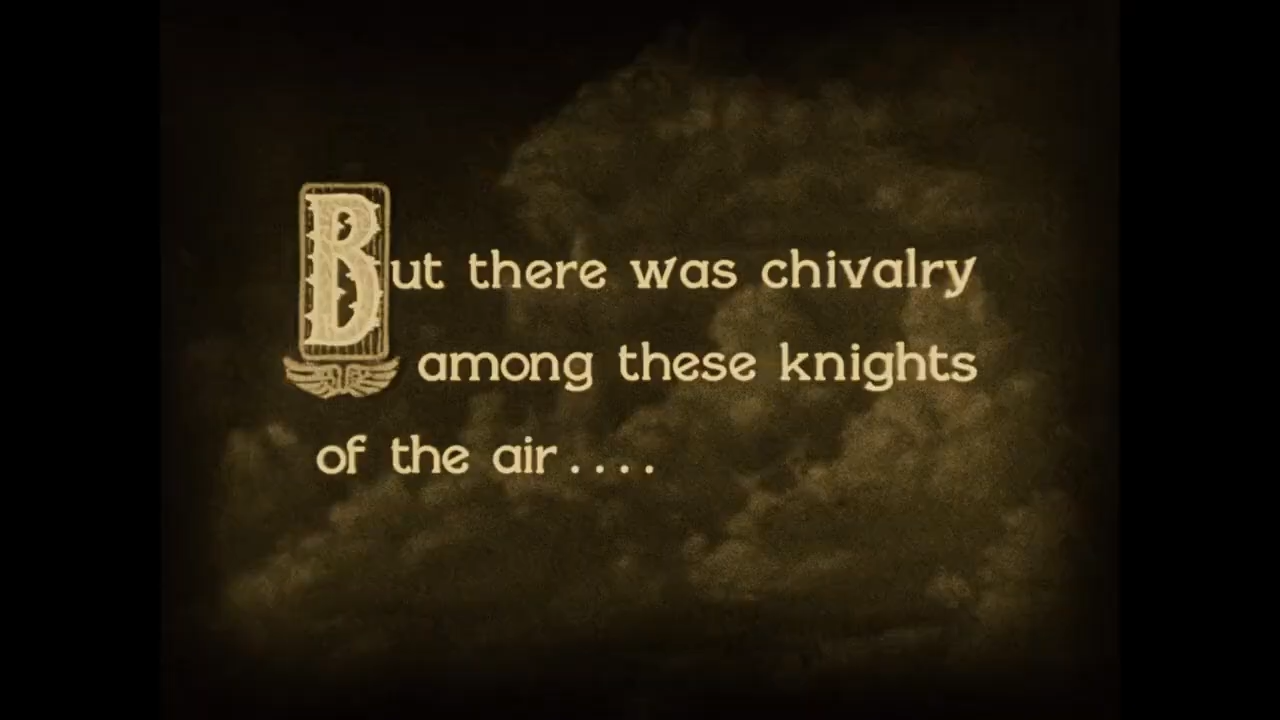 But there was chivalry
among these knights
of the air....